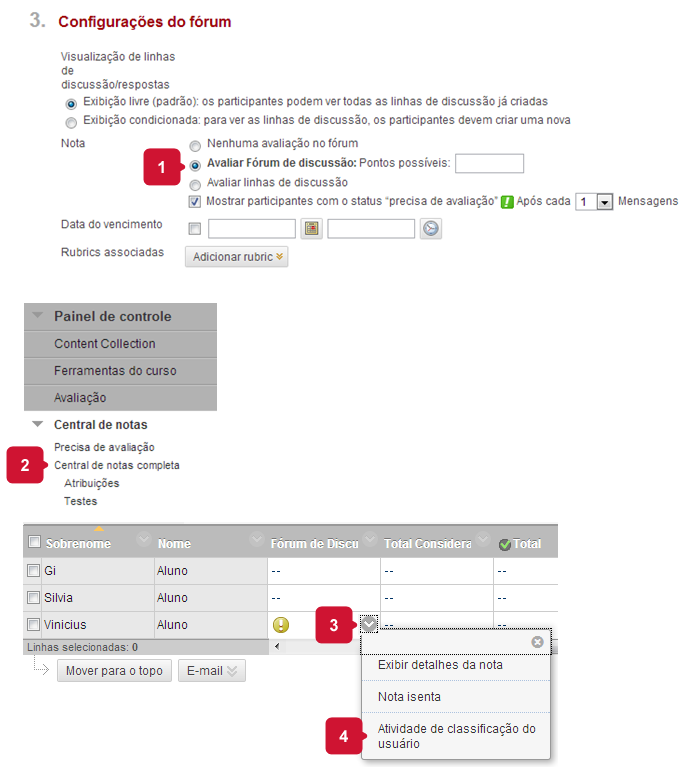 3. Configurações do fórum
Visualização de linhas
de
discussão/respostas
Exibição livre (padrão): os participantes podem ver todas as linhas de discussão já criadas
Exibição condicionada: para ver as linhas de discussão, os participantes devem criar uma nova
Nota
Nenhuma avaliação no fórum
1
Avaliar Fórum de discussão: Pontos possíveis:
Avaliar linhas de discussão
Mostrar participantes com o status “precisa de avaliação” ! Após cada 1 Mensagens
Data do vencimento
Rubrics associadas
Adicionar rubric
Painel de controle
Content Collection
Ferramentas do curso
Avaliação
Central de notas
Precisa de avaliação
2
Central de notas completa
Atribuições
Testes
Sobrenome Nome Fórum de Discu Total Considera Total
Gi Aluno -- -- --
Silvia Aluno -- -- --
Vinicius Aluno ! 3 -- --
Linhas selecionadas: 0
Mover para o topo E-mail
Exibir detalhes da nota
Nota isenta
4
Atividade de classificação do
usuário